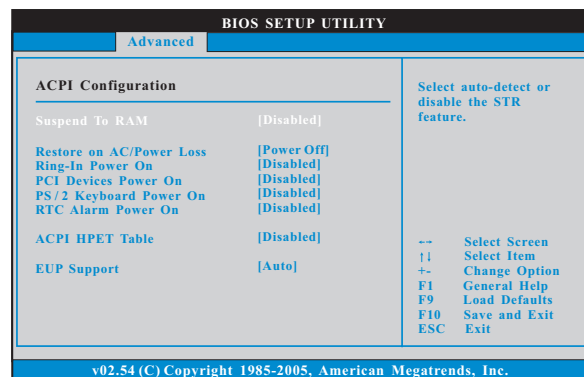 BIOS SETUP UTILITY
Advanced
ACPI Configuration
Suspend To RAM [Disabled]
Restore on AC/Power Loss [Power Off]
Ring-In Power On [Disabled]
PCI Devices Power On [Disabled]
PS / 2 Keyboard Power On [Disabled]
RTC Alarm Power On [Disabled]
ACPI HPET Table [Disabled]
EUP Support [Auto]
Select auto-detect or
disable the STR
feature.
←→ Select Screen
↑↓ Select Item
+- Change Option
F1 General Help
F9 Load Defaults
F10 Save and Exit
ESC Exit
v02.54 (C) Copyright 1985-2005, American Megatrends, Inc.